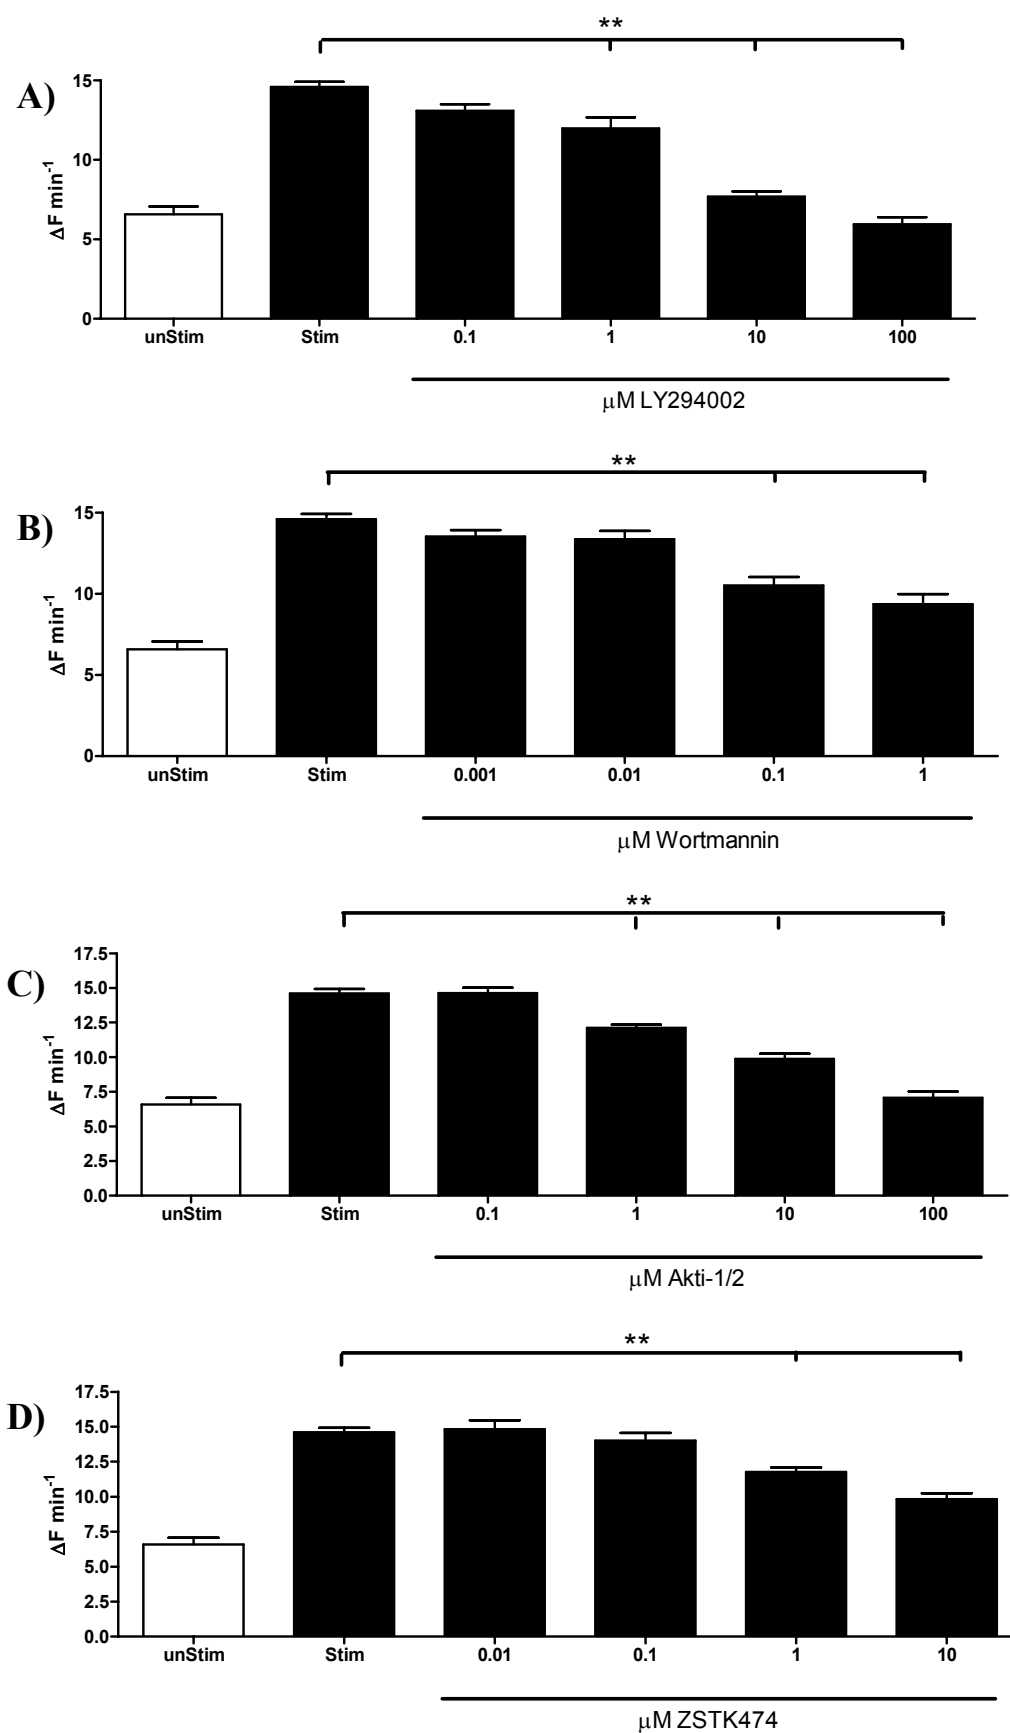 **
A)
ΔF min-1
15
10
5
0
unStim Stim 0.1 1 10 100
μM LY294002
**
B)
ΔF min-1
15
10
5
0
unStim Stim 0.001 0.01 0.1 1
μM Wortmannin
**
C)
ΔF min-1
17.5
15.0
12.5
10.0
7.5
5.0
2.5
0.0
unStim Stim 0.1 1 10 100
μM Akti-1/2
**
D)
ΔF min-1
17.5
15.0
12.5
10.0
7.5
5.0
2.5
0.0
unStim Stim 0.01 0.1 1 10
μM ZSTK474